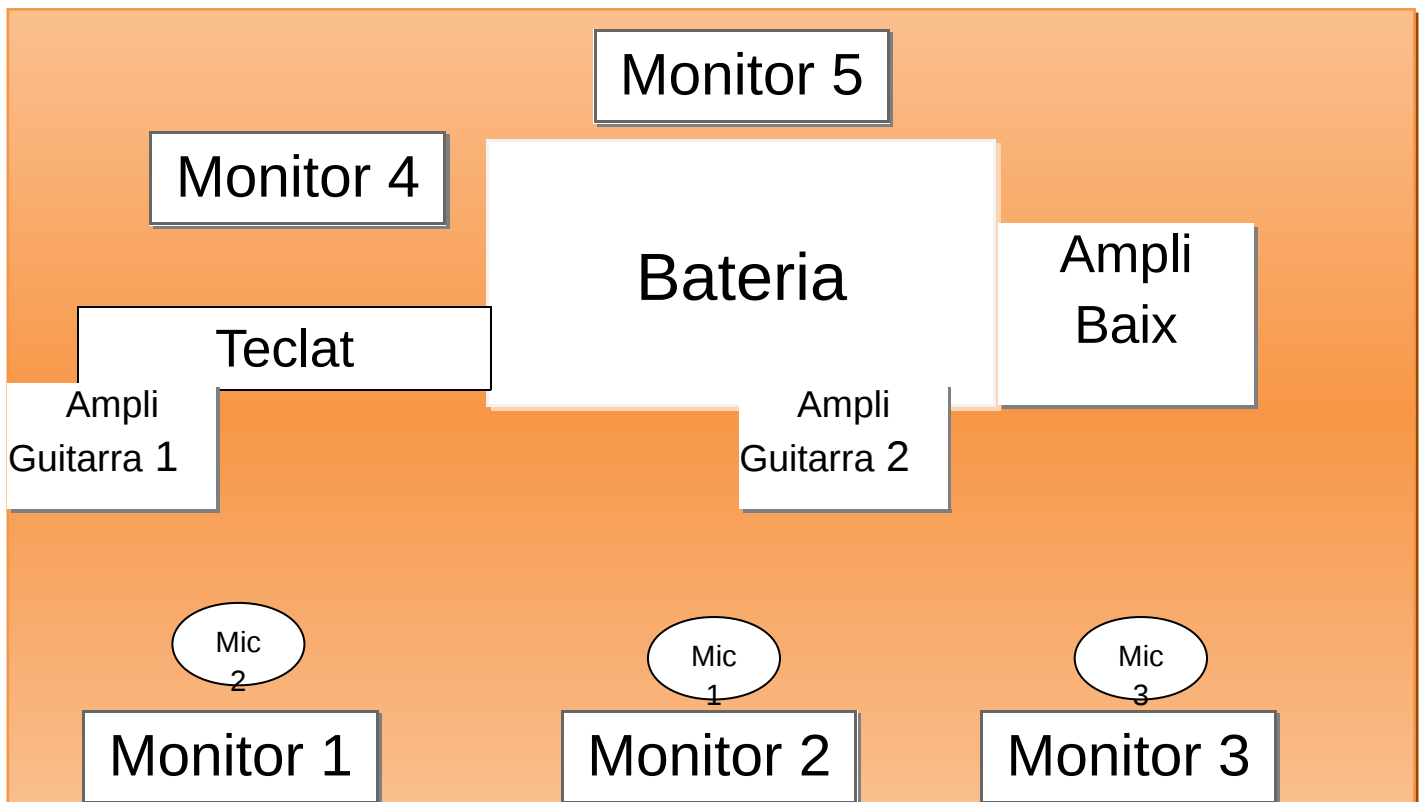 Monitor 5
Monitor 4
Bateria
Ampli
Baix
Teclat
Ampli
Guitarra 1
Ampli
Guitarra 2
Mic
2
Mic
1
Mic
3
Monitor 1
Monitor 2
Monitor 3